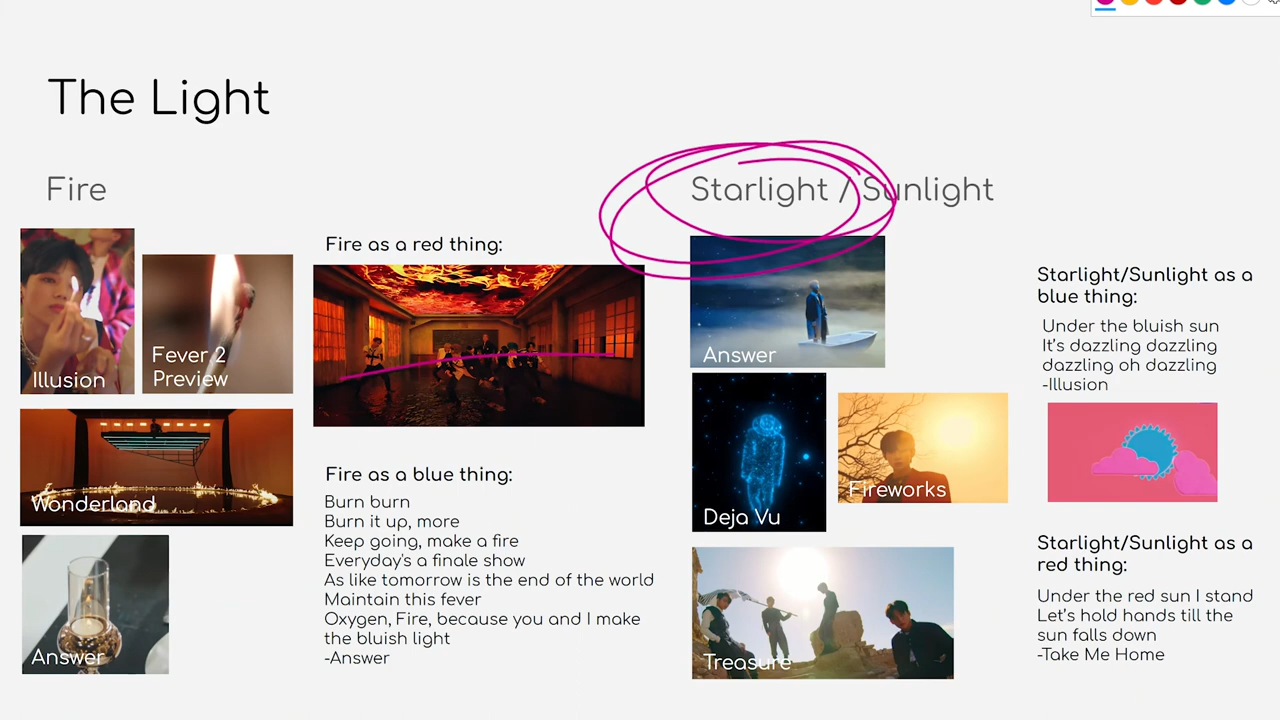 The Light
Fire
Illusion
Fever 2
Preview
Wonderland
Answer
Fire as a red thing:
Fire as a blue thing:
Burn burn
Burn it up, more
Keep going, make a fire
Everyday's a finale show
As like tomorrow is the end of the world
Maintain this fever
Oxygen, Fire, because you and I make
the bluish light
-Answer
Starlight / Sunlight
Answer
Deja Vu
Fireworks
Treasure
Starlight/Sunlight as a
blue thing:
Under the bluish sun
It's dazzling dazzling
dazzling oh dazzling
-Illusion
Starlight/Sunlight as a
red thing:
Under the red sun I stand
Let's hold hands till the
sun falls down
-Take Me Home